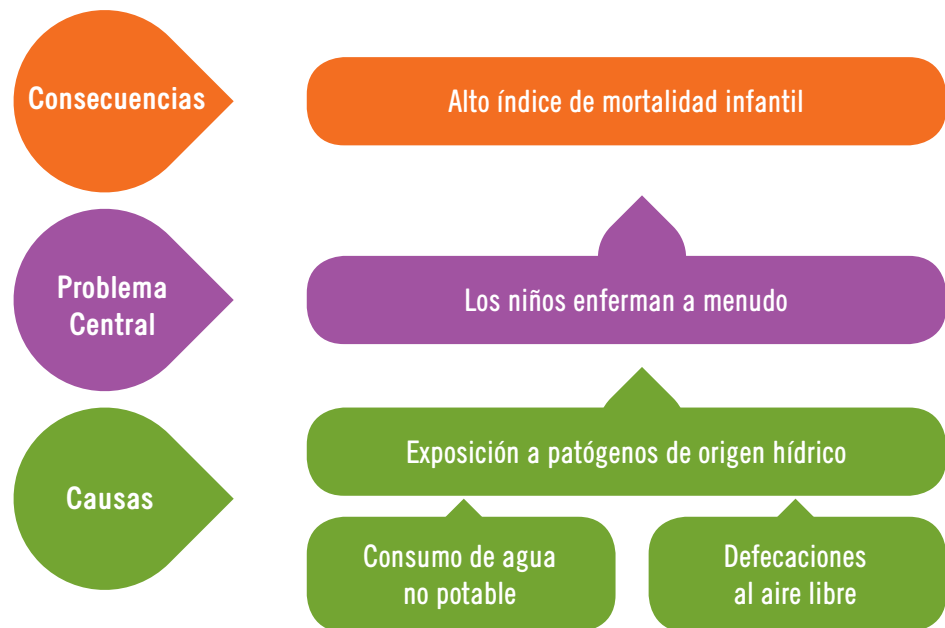 Consecuencias
Alto índice de mortalidad infantil
Problema
Central
Los niños enferman a menudo
Causas
Exposición a patógenos de origen hídrico
Consumo de agua
no potable
Defecaciones
al aire libre